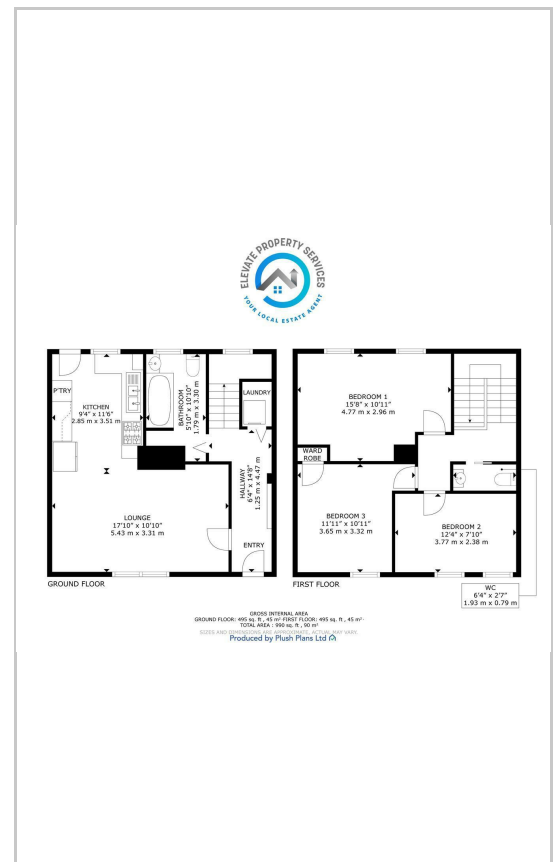 ELEVATE PROPERTY SERVICES
YOUR LOCAL ESTATE AGENT
P'TRY
KITCHEN
9'4" x 11'6"
2.85 m x 3.51 m
BATHROOM
5'10" x 10'10"
1.79 m x 3.30 m
LAUNDRY
HALLWAY
6'4" x 14'8"
1.25 m x 4.47 m
LOUNGE
17'10" x 10'10"
5.43 m x 3.31 m
ENTRY
GROUND FLOOR
BEDROOM 1
15'8" x 10'11"
4.77 m x 2.96 m
WARD
ROBE
BEDROOM 3
11'11" x 10'11"
3.65 m x 3.32 m
BEDROOM 2
12'4" x 7'10"
3.77 m x 2.38 m
WC
6'4" x 2'7"
1.93 m x 0.79 m
FIRST FLOOR
GROSS INTERNAL AREA
GROUND FLOOR: 495 sq. ft , 45 m² FIRST FLOOR: 495 sq. ft , 45 m²
TOTAL AREA : 990 sq. ft , 90 m²
SIZES AND DIMENSIONS ARE APPROXIMATE, ACTUAL MAY VARY.
Produced by Plush Plans Ltd